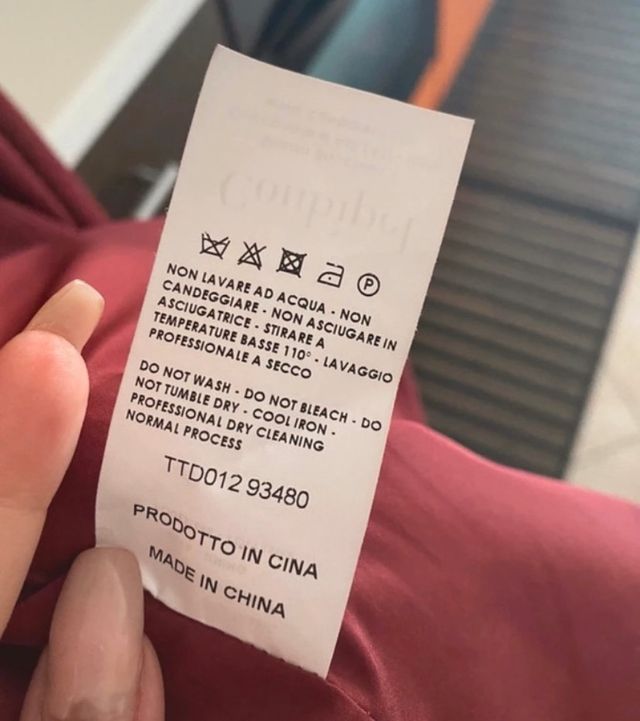 Conbipel
P
NON LAVARE AD ACQUA - NON
CANDEGGIARE - NON ASCIUGARE IN
ASCIUGATRICE - STIRARE A
TEMPERATURE BASSE 110° - LAVAGGIO
PROFESSIONALE A SECCO
DO NOT WASH - DO NOT BLEACH - DO
NOT TUMBLE DRY - COOL IRON -
PROFESSIONAL DRY CLEANING
NORMAL PROCESS
TTD012 93480
PRODOTTO IN CINA
MADE IN CHINA